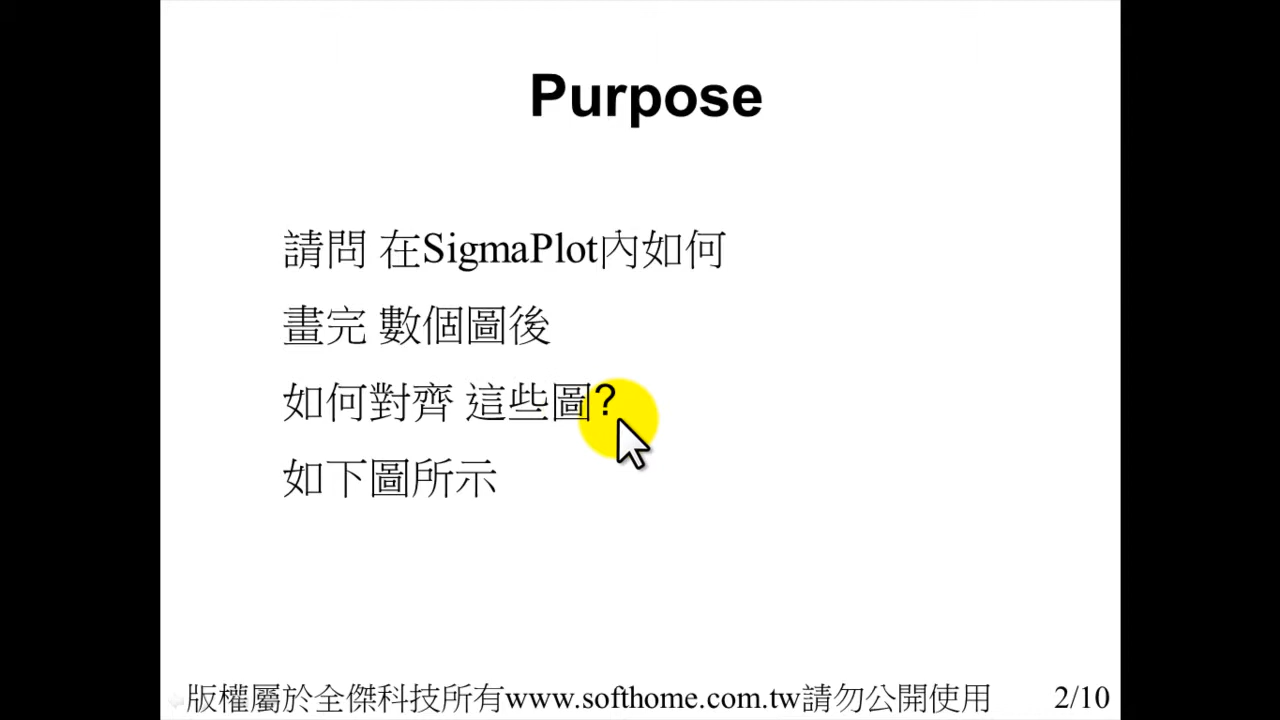 Purpose
請問 在SigmaPlot內如何
畫完 數個圖後
如何對齊 這些圖?
如下圖所示
版權屬於全傑科技所有www.softhome.com.tw請勿公開使用 2/10